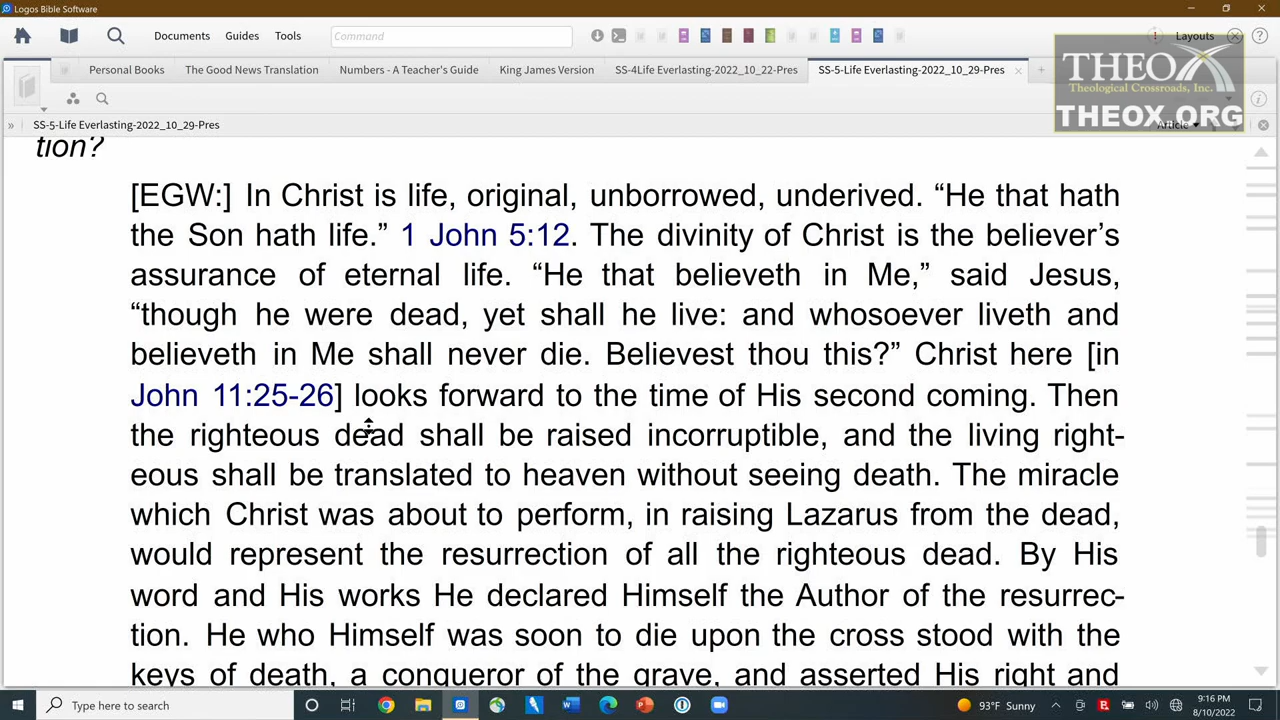 Logos Bible Software
Documents Guides Tools Command Layouts
Personal Books The Good News Translation Numbers - A Teacher's Guide King James Version SS-4Life Everlasting-2022_10_22-Pres SS-5-Life Everlasting-2022_10_29-Pres
THEOX
Theological Crossroads, Inc.
THEOX.ORG
SS-5-Life Everlasting-2022_10_29-Pres Article
tion?
[EGW:] In Christ is life, original, unborrowed, underived. “He that hath
the Son hath life.” 1 John 5:12. The divinity of Christ is the believer’s
assurance of eternal life. “He that believeth in Me,” said Jesus,
“though he were dead, yet shall he live: and whosoever liveth and
believeth in Me shall never die. Believest thou this?” Christ here [in
John 11:25-26] looks forward to the time of His second coming. Then
the righteous dead shall be raised incorruptible, and the living right-
eous shall be translated to heaven without seeing death. The miracle
which Christ was about to perform, in raising Lazarus from the dead,
would represent the resurrection of all the righteous dead. By His
word and His works He declared Himself the Author of the resurrec-
tion. He who Himself was soon to die upon the cross stood with the
keys of death, a conqueror of the grave, and asserted His right and
Type here to search 93°F Sunny 9:16 PM
8/10/2022